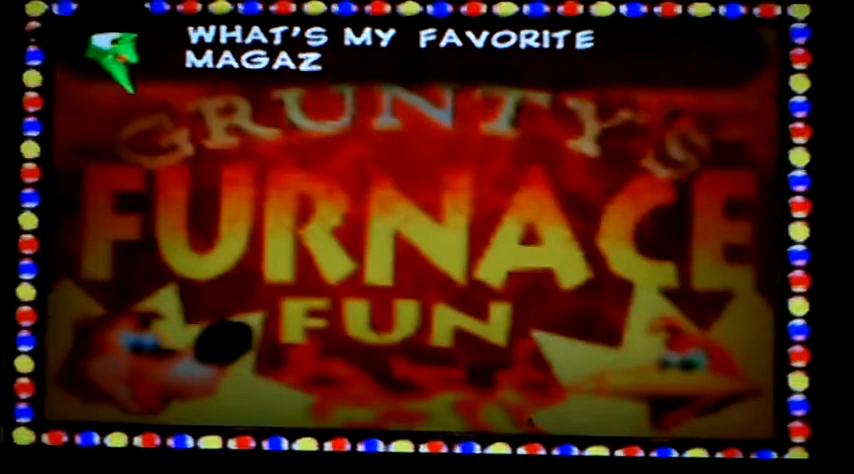 WHAT'S MY FAVORITE
MAGAZ
GRUNTY'S
FURNACE
FUN